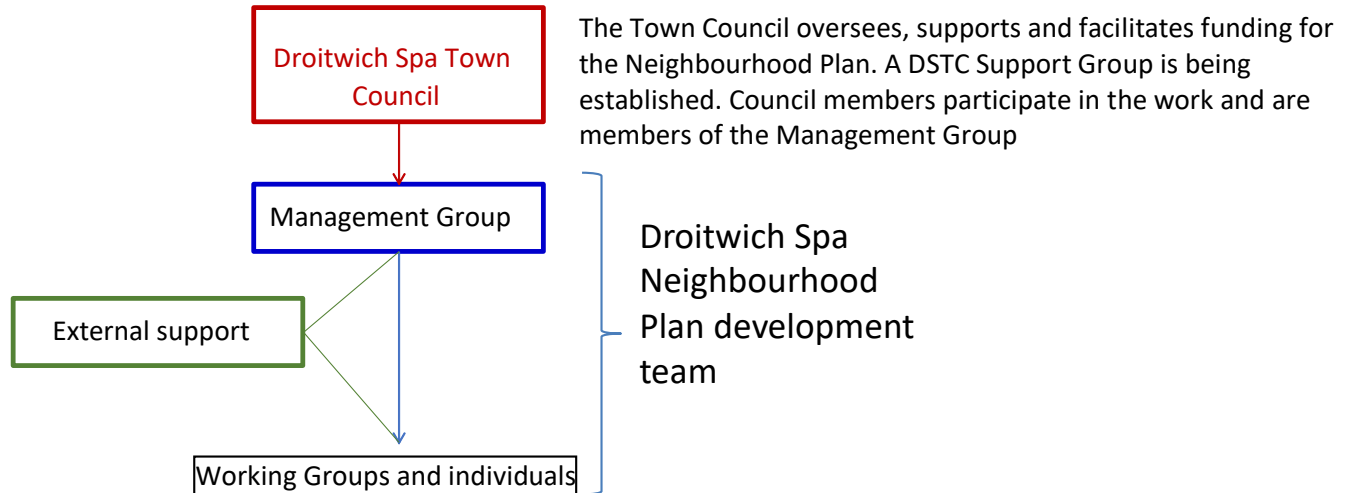 Droitwich Spa Town
Council
The Town Council oversees, supports and facilitates funding for
the Neighbourhood Plan. A DSTC Support Group is being
established. Council members participate in the work and are
members of the Management Group
Management Group
Droitwich Spa
Neighbourhood
Plan development
team
External support
Working Groups and individuals